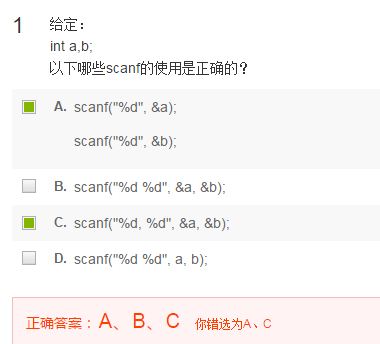 1 给定：
int a,b;
以下哪些scanf的使用是正确的？
A. scanf("%d", &a);
scanf("%d", &b);
B. scanf("%d %d", &a, &b);
C. scanf("%d, %d", &a, &b);
D. scanf("%d %d", a, b);
正确答案：A、B、C 你错选为A、C